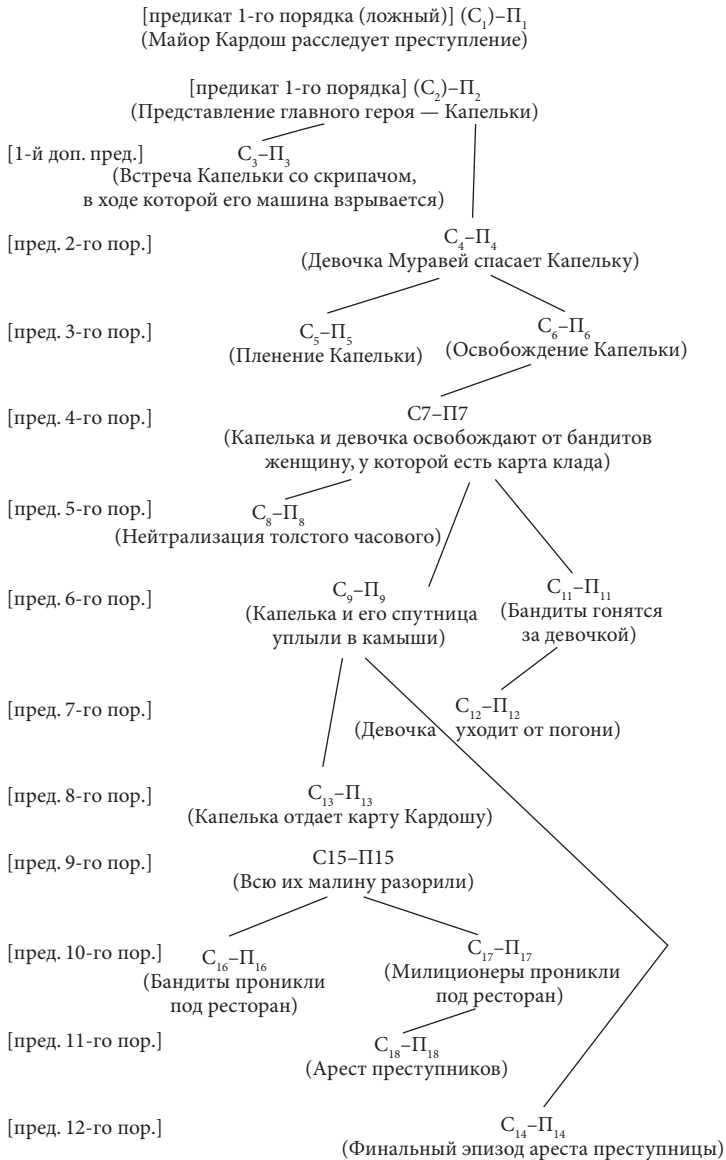 [предикат 1-го порядка (ложный)] (С₁)–П₁
(Майор Кардош расследует преступление)
[предикат 1-го порядка] (С₂)–П₂
(Представление главного героя — Капельки)
[1-й доп. пред.] С₃–П₃
(Встреча Капельки со скрипачом,
в ходе которой его машина взрывается)
[пред. 2-го пор.] С₄–П₄
(Девочка Муравей спасает Капельку)
[пред. 3-го пор.] С₅–П₅ С₆–П₆
(Пленение Капельки) (Освобождение Капельки)
[пред. 4-го пор.] С7–П7
(Капелька и девочка освобождают от бандитов
женщину, у которой есть карта клада)
[пред. 5-го пор.] С₈–П₈
(Нейтрализация толстого часового)
[пред. 6-го пор.] С₉–П₉ С₁₁–П₁₁
(Капелька и его спутница (Бандиты гонятся
уплыли в камыши) за девочкой)
[пред. 7-го пор.] С₁₂–П₁₂
(Девочка уходит от погони)
[пред. 8-го пор.] С₁₃–П₁₃
(Капелька отдает карту Кардошу)
[пред. 9-го пор.] С15–П15
(Всю их малину разорили)
[пред. 10-го пор.] С₁₆–П₁₆ С₁₇–П₁₇
(Бандиты проникли (Милиционеры проникли
под ресторан) под ресторан)
[пред. 11-го пор.] С₁₈–П₁₈
(Арест преступников)
[пред. 12-го пор.] С₁₄–П₁₄
(Финальный эпизод ареста преступницы)